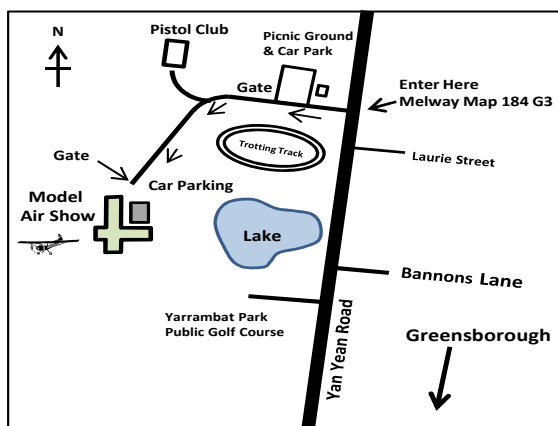 N
Pistol Club
Picnic Ground
& Car Park
Gate
Enter Here
Melway Map 184 G3
Trotting Track
Laurie Street
Gate
Car Parking
Model
Air Show
Lake
Bannons Lane
Yarrambat Park
Public Golf Course
Yan Yean Road
Greensborough